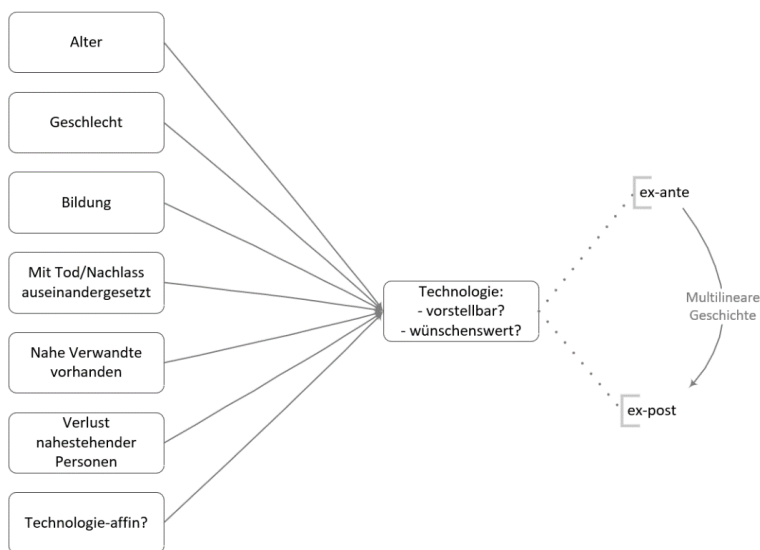 Alter
Geschlecht
Bildung
Mit Tod/Nachlass
auseinandergesetzt
Nahe Verwandte
vorhanden
Verlust
nahestehender
Personen
Technologie-affin?
Technologie:
- vorstellbar?
- wünschenswert?
ex-ante
Multilineare
Geschichte
ex-post